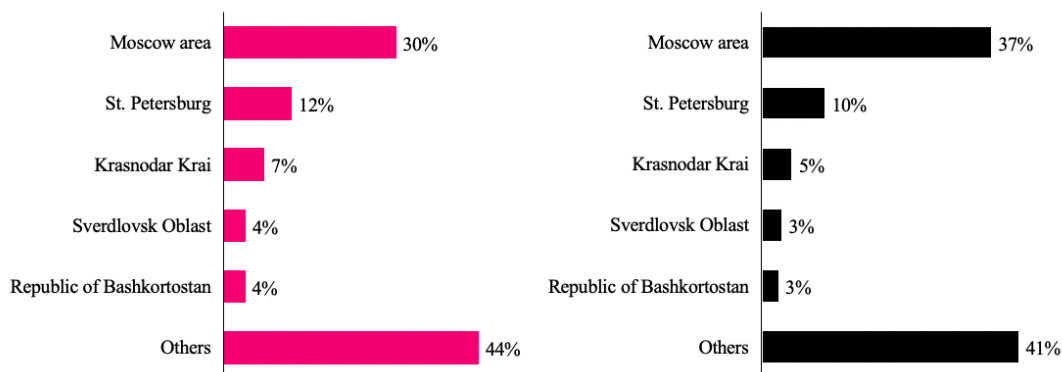 Moscow area 30%
St. Petersburg 12%
Krasnodar Krai 7%
Sverdlovsk Oblast 4%
Republic of Bashkortostan 4%
Others 44%
Moscow area 37%
St. Petersburg 10%
Krasnodar Krai 5%
Sverdlovsk Oblast 3%
Republic of Bashkortostan 3%
Others 41%